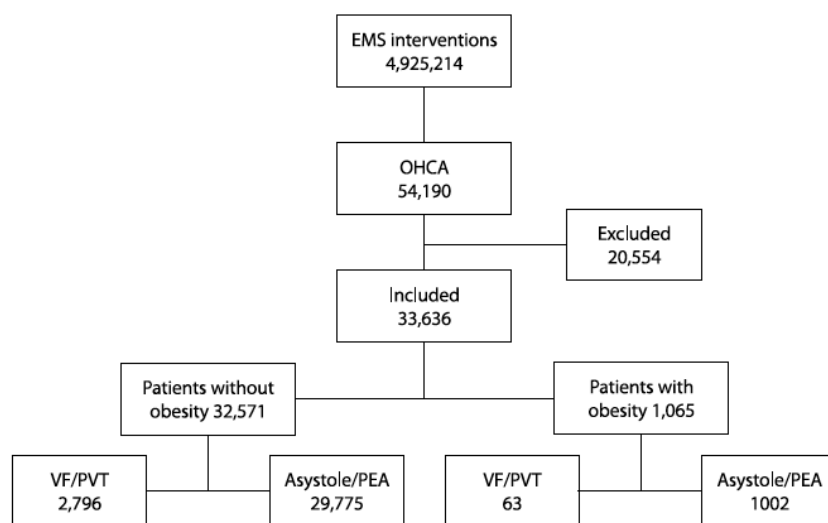 EMS interventions
4,925,214
OHCA
54,190
Excluded
20,554
Included
33,636
Patients without
obesity 32,571
Patients with
obesity 1,065
VF/PVT
2,796
Asystole/PEA
29,775
VF/PVT
63
Asystole/PEA
1002